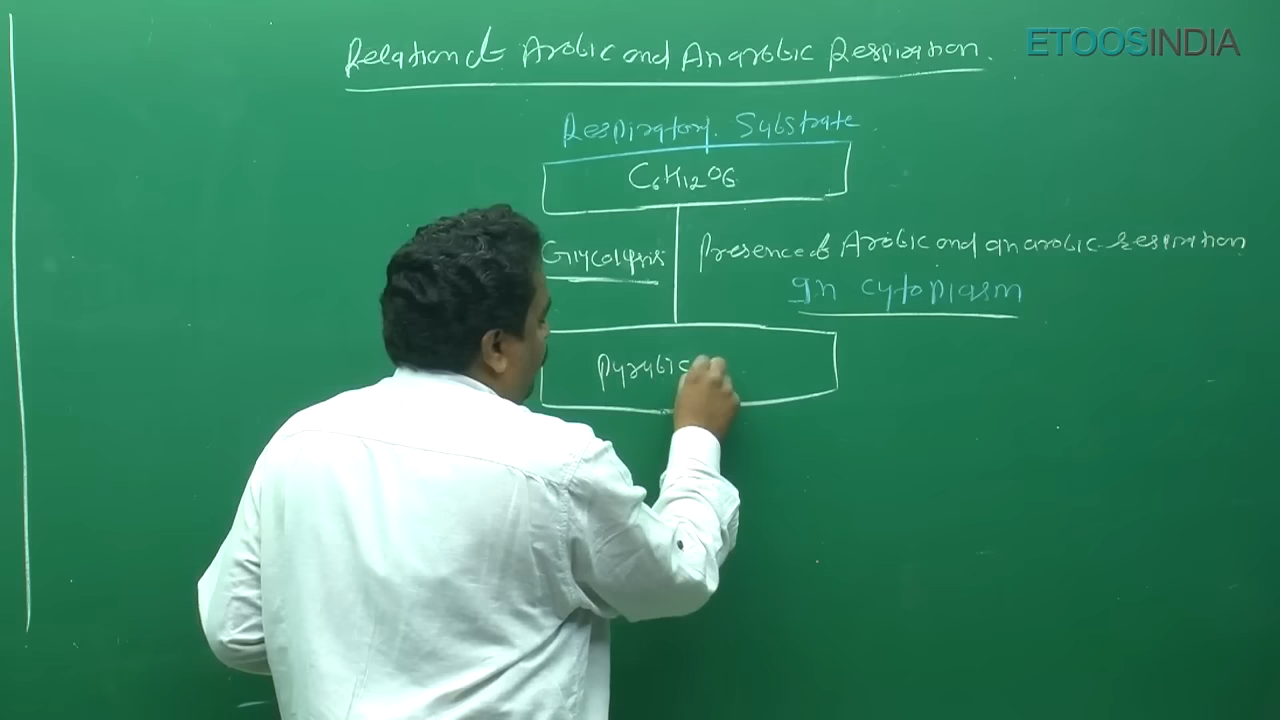 Relation of Arobic and Anarobic Respiration.
ETOOSINDIA
Respiratory Substrate
C6H12O6
Glycolysis
Presence of Arobic and anarobic respiration
In cytoplasm
Pyruvic